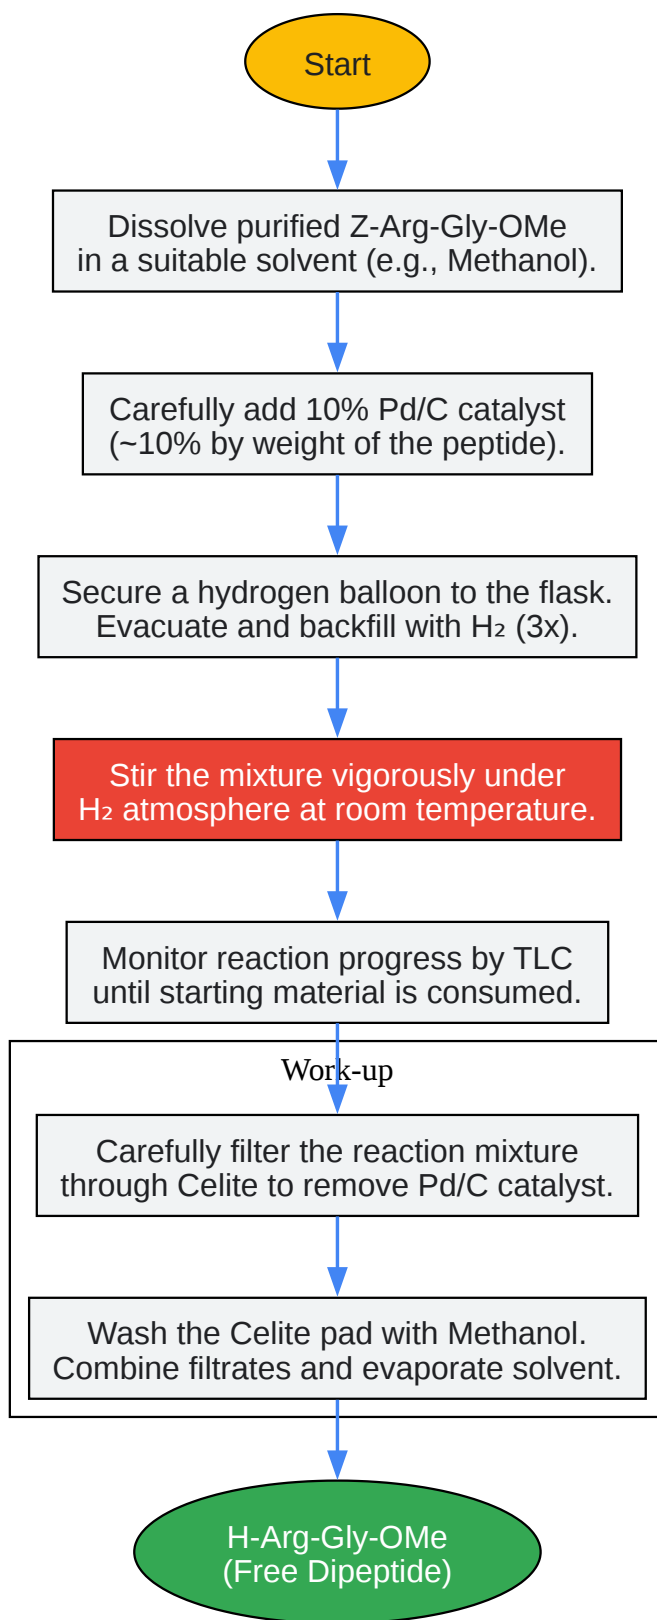 Start
Dissolve purified Z-Arg-Gly-OMe
in a suitable solvent (e.g., Methanol).
Carefully add 10% Pd/C catalyst
(~10% by weight of the peptide).
Secure a hydrogen balloon to the flask.
Evacuate and backfill with H₂ (3x).
Stir the mixture vigorously under
H₂ atmosphere at room temperature.
Monitor reaction progress by TLC
until starting material is consumed.
Work-up
Carefully filter the reaction mixture
through Celite to remove Pd/C catalyst.
Wash the Celite pad with Methanol.
Combine filtrates and evaporate solvent.
H-Arg-Gly-OMe
(Free Dipeptide)